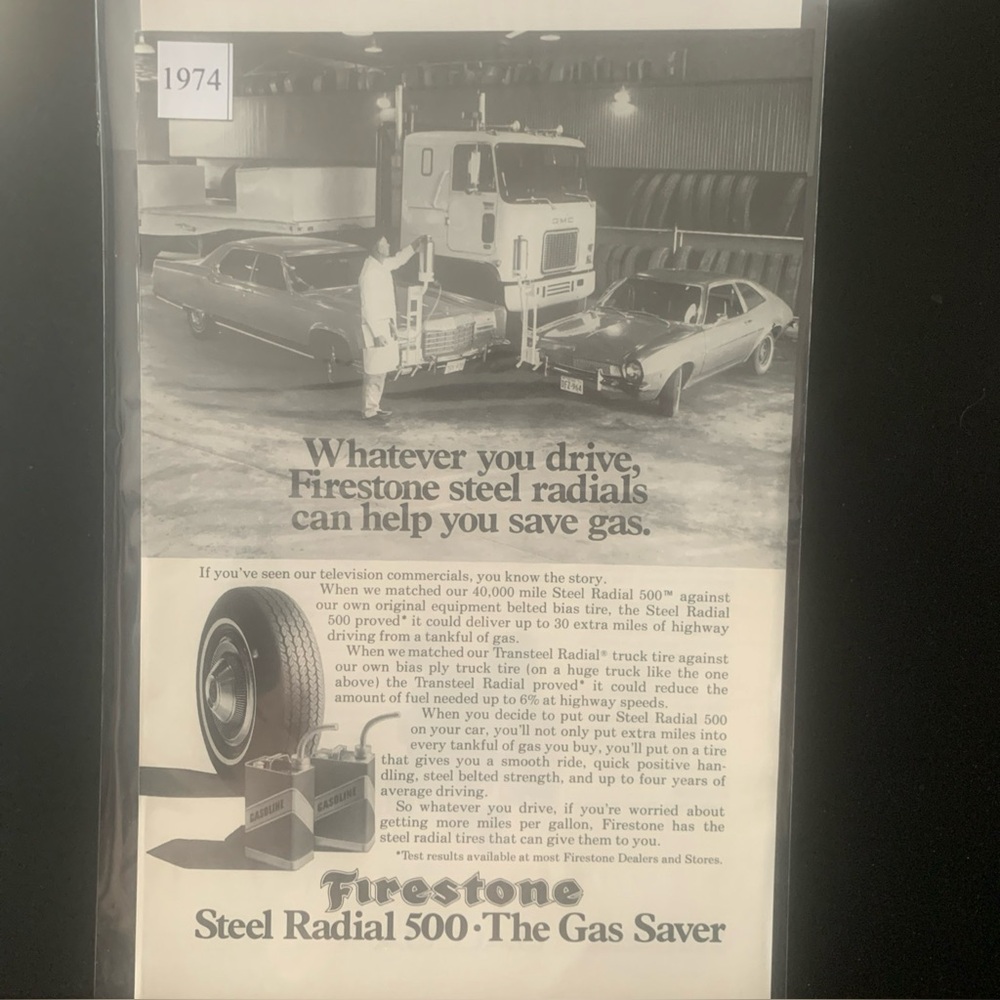 1974
GMC
Whatever you drive,
Firestone steel radials
can help you save gas.
If you've seen our television commercials, you know the story.
When we matched our 40,000 mile Steel Radial 500™ against
our own original equipment belted bias tire, the Steel Radial
500 proved* it could deliver up to 30 extra miles of highway
driving from a tankful of gas.
When we matched our Transteel Radial® truck tire against
our own bias ply truck tire (on a huge truck like the one
above) the Transteel Radial proved* it could reduce the
amount of fuel needed up to 6% at highway speeds.
When you decide to put our Steel Radial 500
on your car, you'll not only put extra miles into
every tankful of gas you buy, you'll put on a tire
that gives you a smooth ride, quick positive han-
dling, steel belted strength, and up to four years of
average driving.
So whatever you drive, if you're worried about
getting more miles per gallon, Firestone has the
steel radial tires that can give them to you.
*Test results available at most Firestone Dealers and Stores.
GASOLINE
GASOLINE
Firestone
Steel Radial 500·The Gas Saver